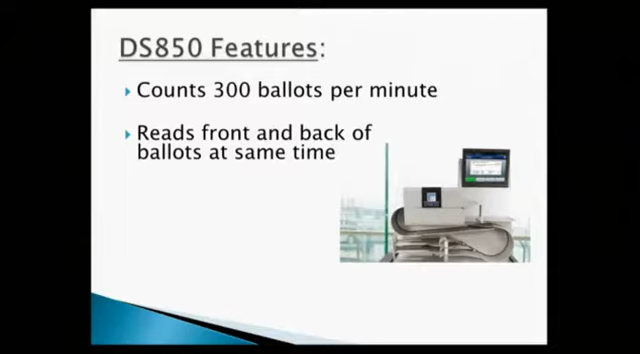 DS850 Features:
Counts 300 ballots per minute
Reads front and back of
ballots at same time